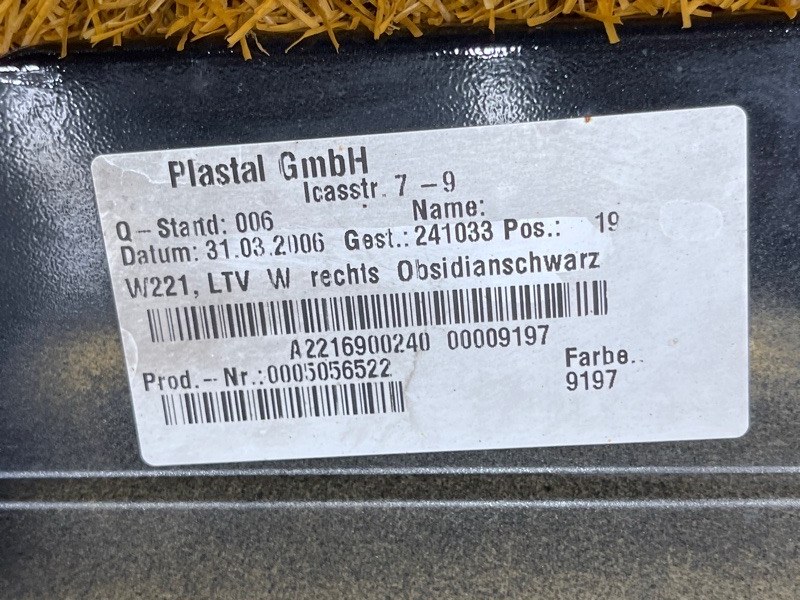 Plastal GmbH
Icasstr. 7 - 9
Q - Stand: 006 Name:
Datum: 31.03.2006 Gest.: 241033 Pos.: 19
W221, LTV W rechts Obsidianschwarz
A2216900240 00009197
Prod. - Nr.:0005056522 Farbe.:
9197